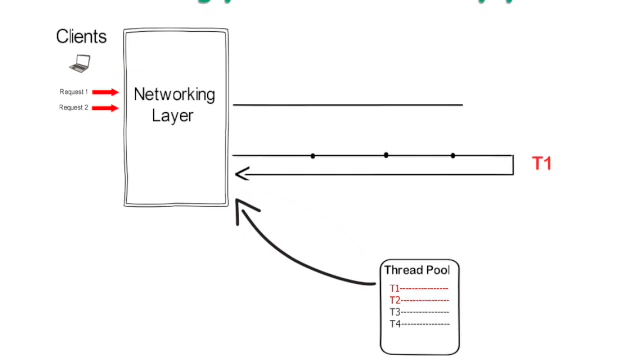 Clients
Request 1
Request 2
Networking
Layer
T1
Thread Pool
T1----------------
T2----------------
T3----------------
T4----------------